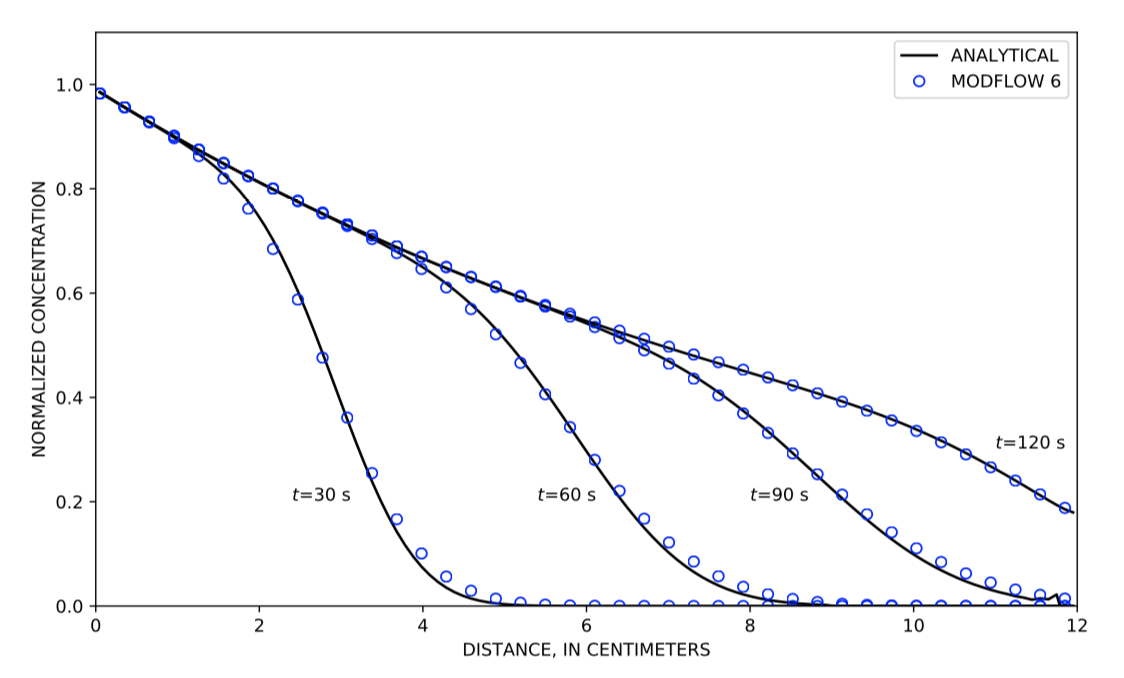 ANALYTICAL
MODFLOW 6
1.0
0.8
0.6
0.4
0.2
0.0
NORMALIZED CONCENTRATION
t=30 s
t=60 s
t=90 s
t=120 s
0 2 4 6 8 10 12
DISTANCE, IN CENTIMETERS